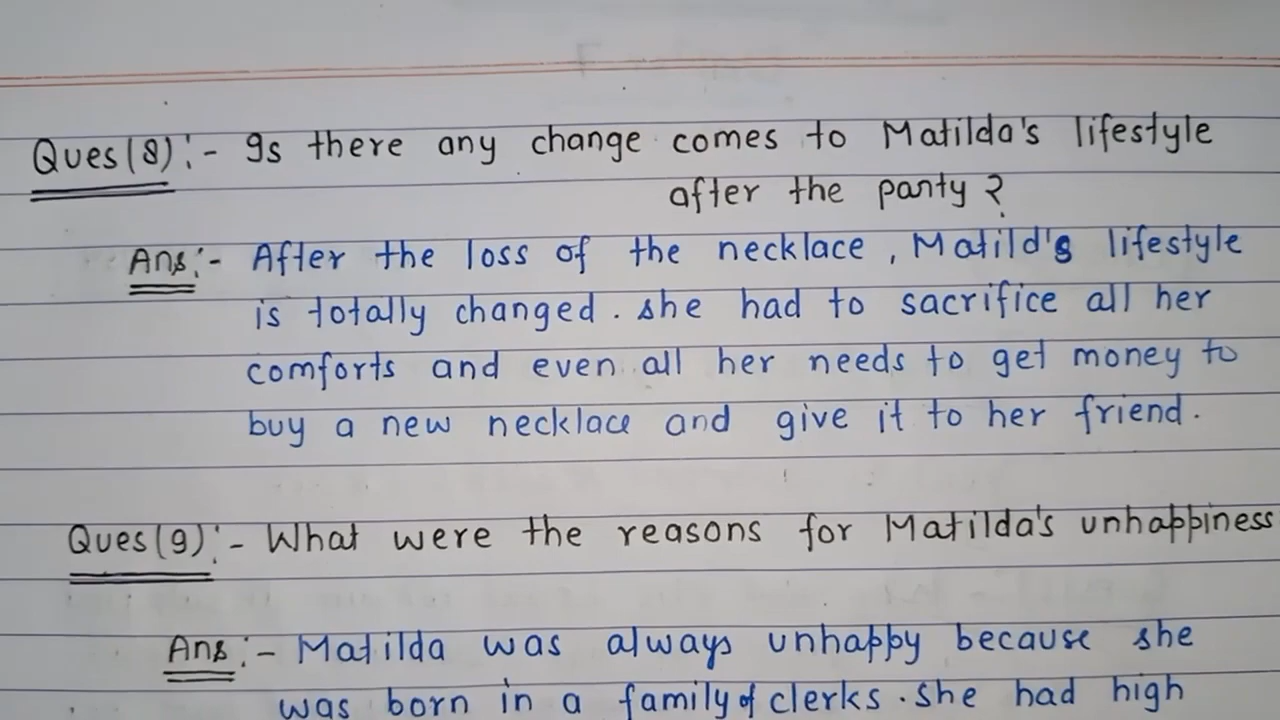 Ques(8):- Is there any change comes to Matilda's lifestyle
after the party?
Ans:- After the loss of the necklace, Matild's lifestyle
is totally changed. she had to sacrifice all her
comforts and even all her needs to get money to
buy a new necklace and give it to her friend.
Ques(9):- What were the reasons for Matilda's unhappiness
Ans:- Matilda was always unhappy because she
was born in a family of clerks. She had high